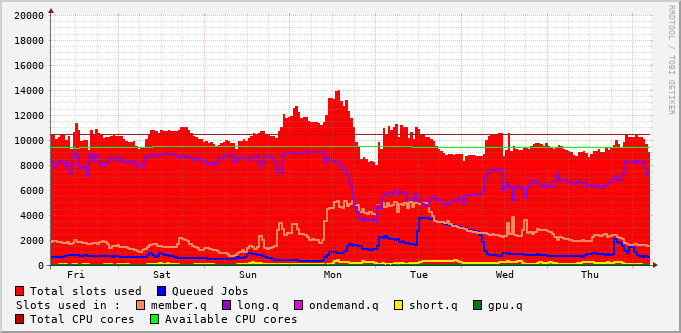 20000
18000
16000
14000
12000
10000
8000
6000
4000
2000
0
Fri Sat Sun Mon Tue Wed Thu
RRDTOOL / TOBI OETIKER
Total slots used Queued Jobs
Slots used in : member.q long.q ondemand.q short.q gpu.q
Total CPU cores Available CPU cores